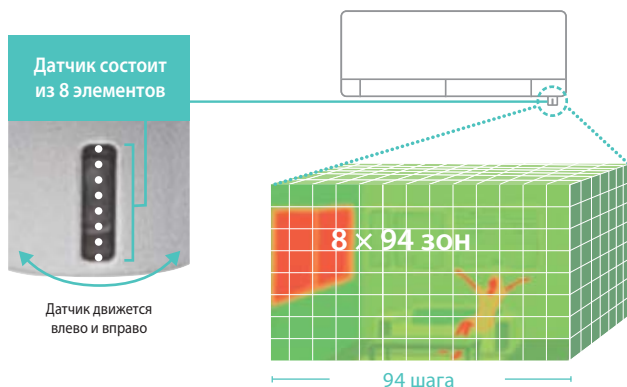 Датчик состоит
из 8 элементов
8 × 94 зон
Датчик движется
влево и вправо
94 шага